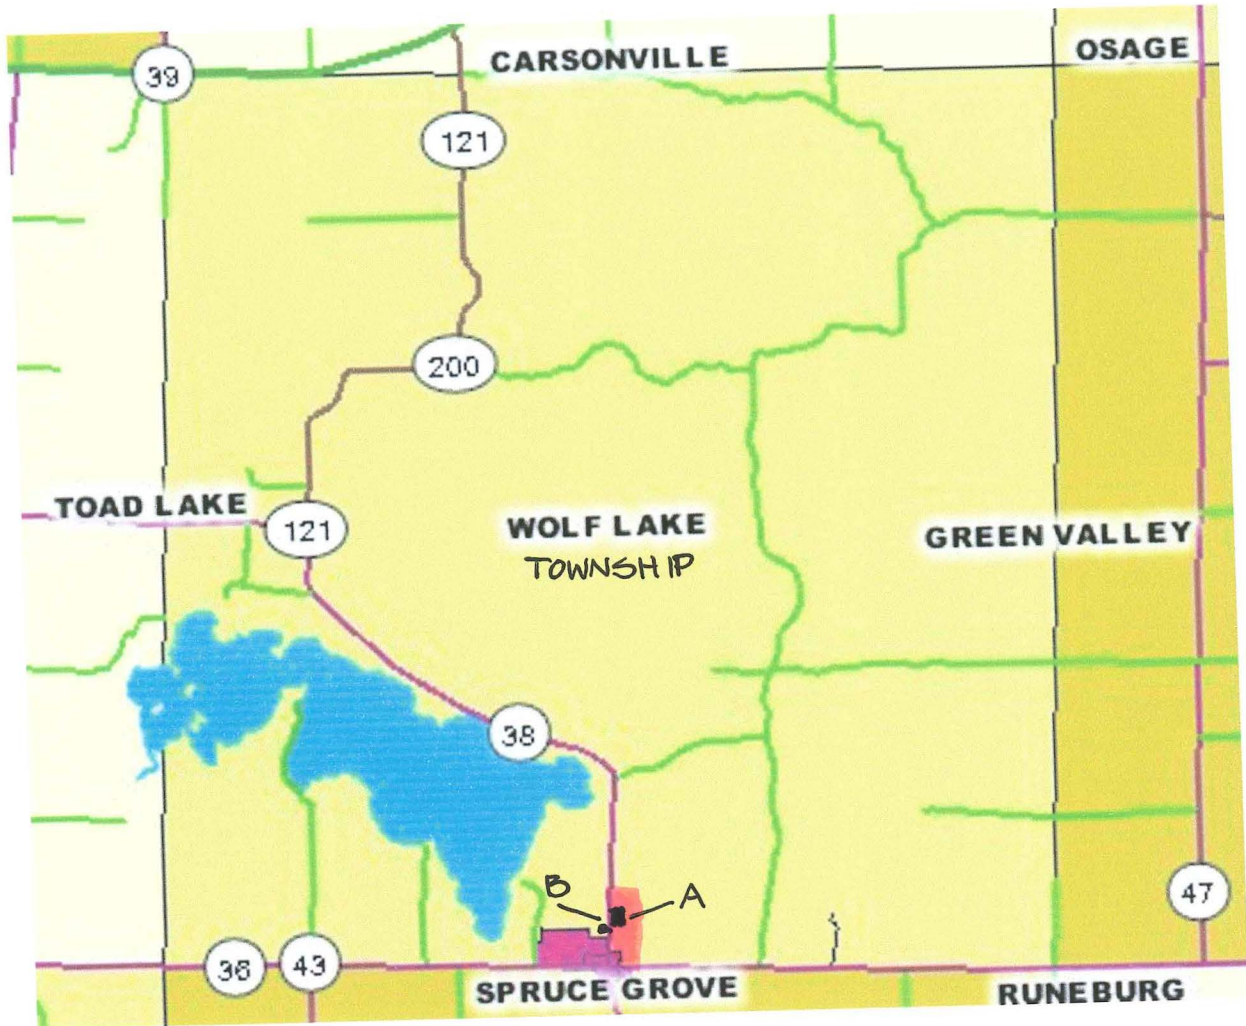 CARSONVILLE
OSAGE
39
121
200
TOAD LAKE
121
WOLF LAKE
TOWNSHIP
GREEN VALLEY
38
B
A
47
36
43
SPRUCE GROVE
RUNEBURG